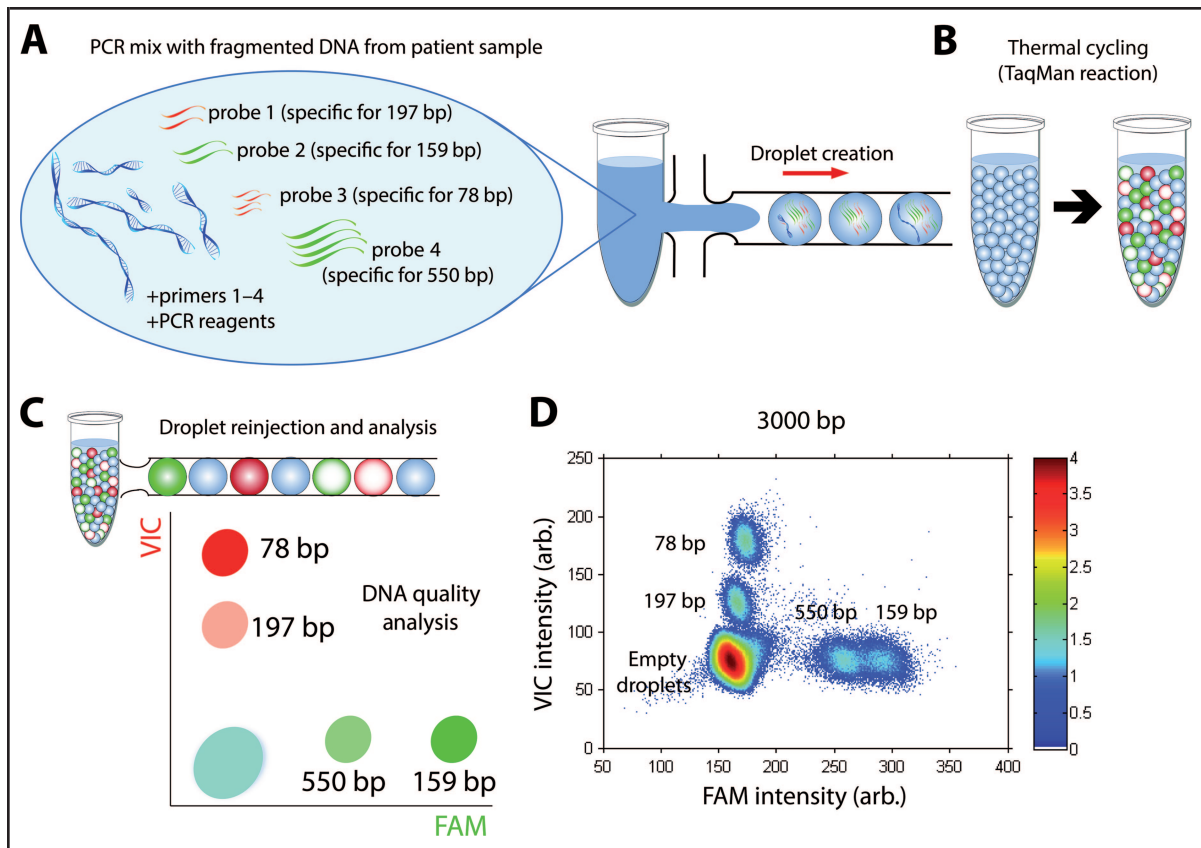 A
PCR mix with fragmented DNA from patient sample
probe 1 (specific for 197 bp)
probe 2 (specific for 159 bp)
probe 3 (specific for 78 bp)
probe 4
(specific for 550 bp)
+primers 1–4
+PCR reagents
Droplet creation
B
Thermal cycling
(TaqMan reaction)
C
Droplet reinjection and analysis
VIC
78 bp
197 bp
DNA quality
analysis
550 bp
159 bp
FAM
D
3000 bp
VIC intensity (arb.)
250
200
150
100
50
0
78 bp
197 bp
550 bp
159 bp
Empty
droplets
50
100
150
200
250
300
350
400
FAM intensity (arb.)
4
3.5
3
2.5
2
1.5
1
0.5
0